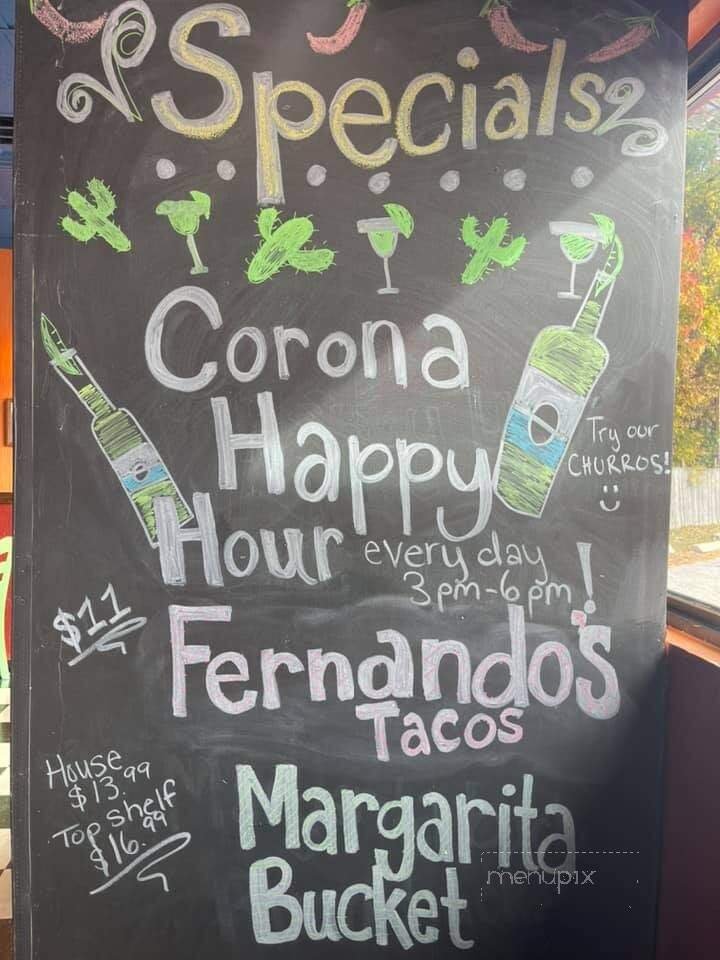 Specials
Corona
Happy
Hour every day
3pm-6pm!
Try our
CHURROS!
$11
Fernando's
Tacos
House
$13.99
Top shelf
$16.99
Margarita
Bucket
menupix